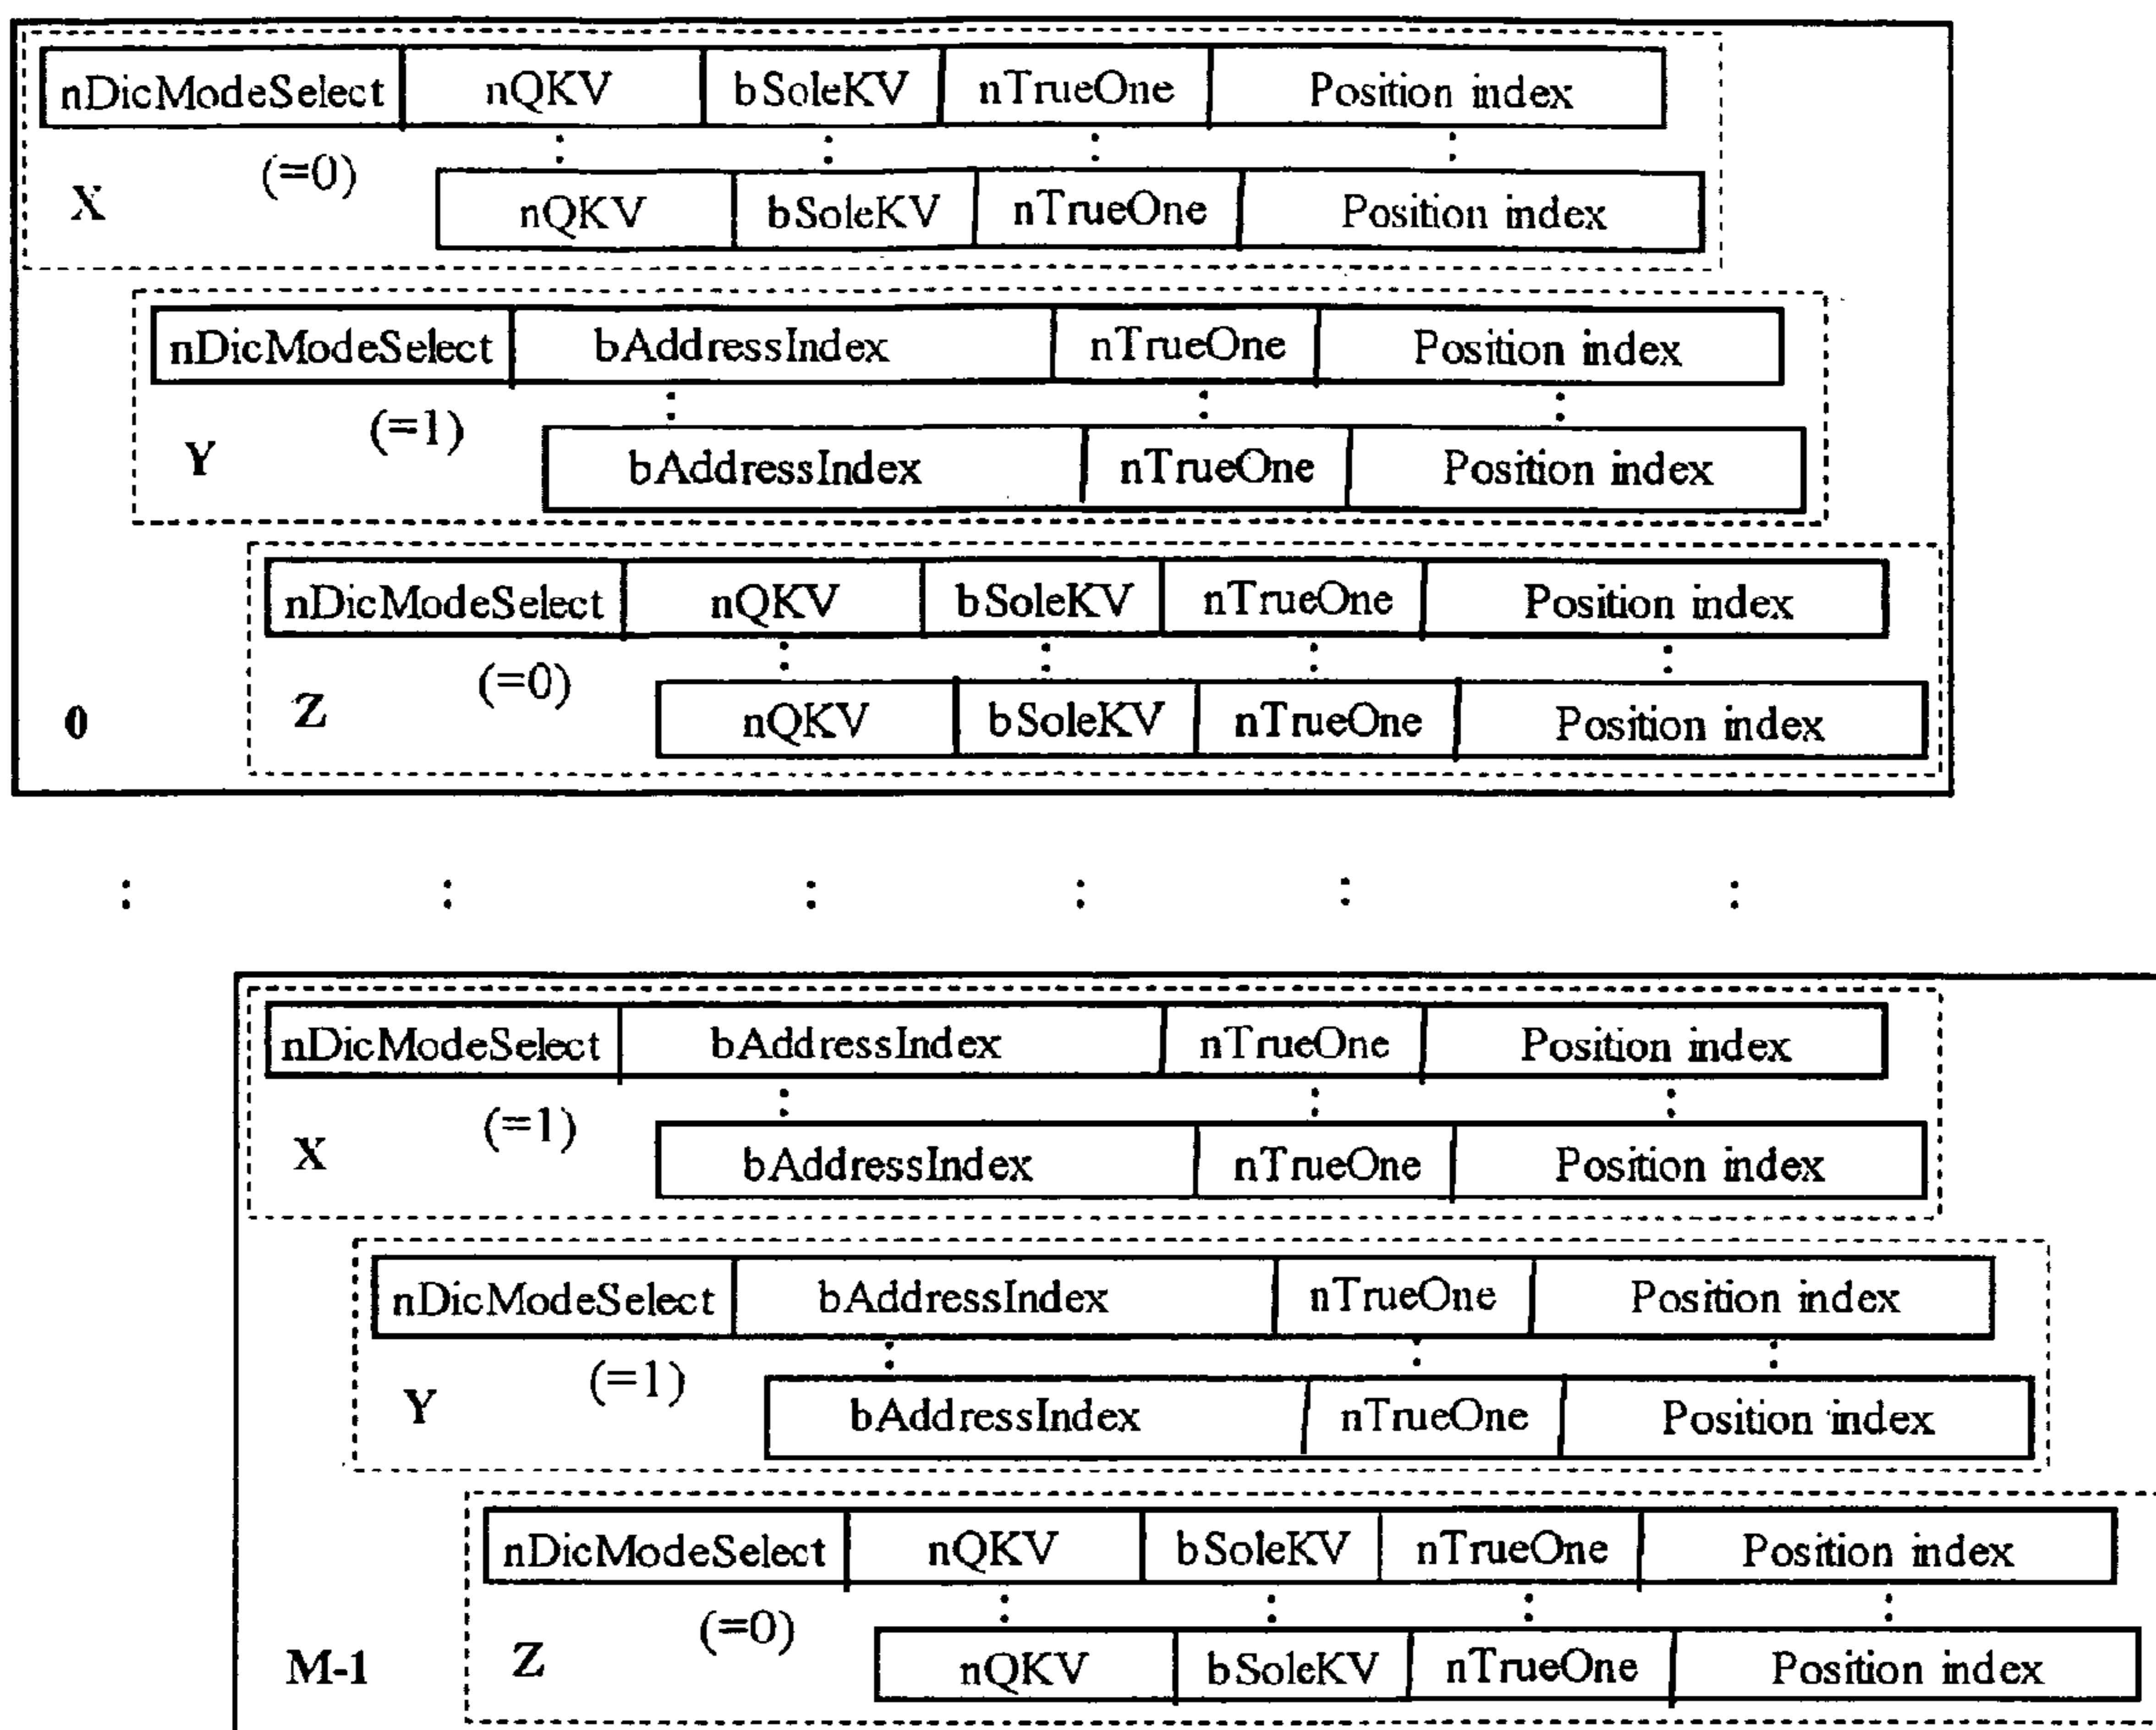 nDicModeSelect nQKV bSoleKV nTrueOne Position index
(=0)
X
nQKV bSoleKV nTrueOne Position index
nDicModeSelect bAddressIndex nTrueOne Position index
(=1)
Y
bAddressIndex nTrueOne Position index
nDicModeSelect nQKV bSoleKV nTrueOne Position index
(=0)
0 Z
nQKV bSoleKV nTrueOne Position index
nDicModeSelect bAddressIndex nTrueOne Position index
(=1)
X
bAddressIndex nTrueOne Position index
nDicModeSelect bAddressIndex nTrueOne Position index
(=1)
Y
bAddressIndex nTrueOne Position index
nDicModeSelect nQKV bSoleKV nTrueOne Position index
(=0)
M-1 Z
nQKV bSoleKV nTrueOne Position index